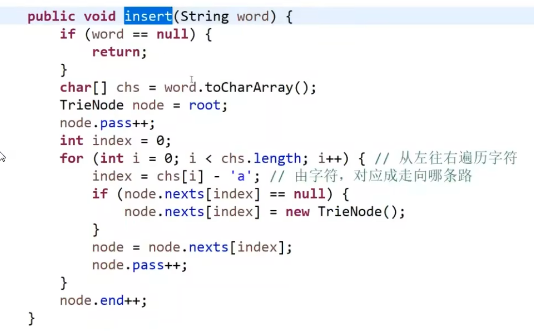 public void insert(String word) {
if (word == null) {
return;
}
char[] chs = word.toCharArray();
TrieNode node = root;
node.pass++;
int index = 0;
for (int i = 0; i < chs.length; i++) { // 从左往右遍历字符
index = chs[i] - 'a'; // 由字符，对应成走向哪条路
if (node.nexts[index] == null) {
node.nexts[index] = new TrieNode();
}
node = node.nexts[index];
node.pass++;
}
node.end++;
}